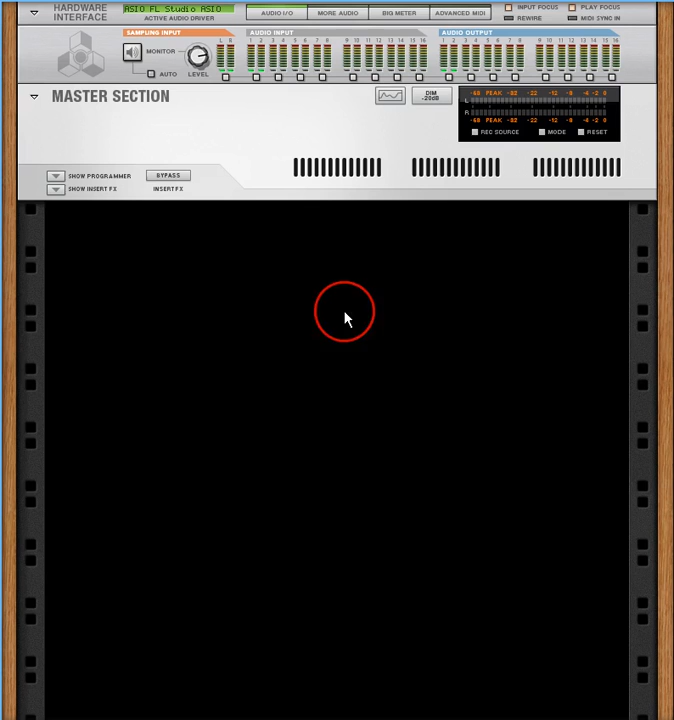 HARDWARE INTERFACE
ASIO FL Studio ASIO
ACTIVE AUDIO DRIVER
AUDIO I/O
MORE AUDIO
BIG METER
ADVANCED MIDI
INPUT FOCUS
PLAY FOCUS
REWIRE
MIDI SYNC IN
SAMPLING INPUT
AUDIO INPUT
AUDIO OUTPUT
L R
1 2 3 4 5 6 7 8 9 10 11 12 13 14 15 16
1 2 3 4 5 6 7 8 9 10 11 12 13 14 15 16
MONITOR
AUTO
LEVEL
MASTER SECTION
DIM
-20dB
PEAK -22 -12 -8 -4 -2 0
L
R
PEAK -22 -12 -8 -4 -2 0
REC SOURCE
MODE
RESET
SHOW PROGRAMMER
BYPASS
SHOW INSERT FX
INSERT FX